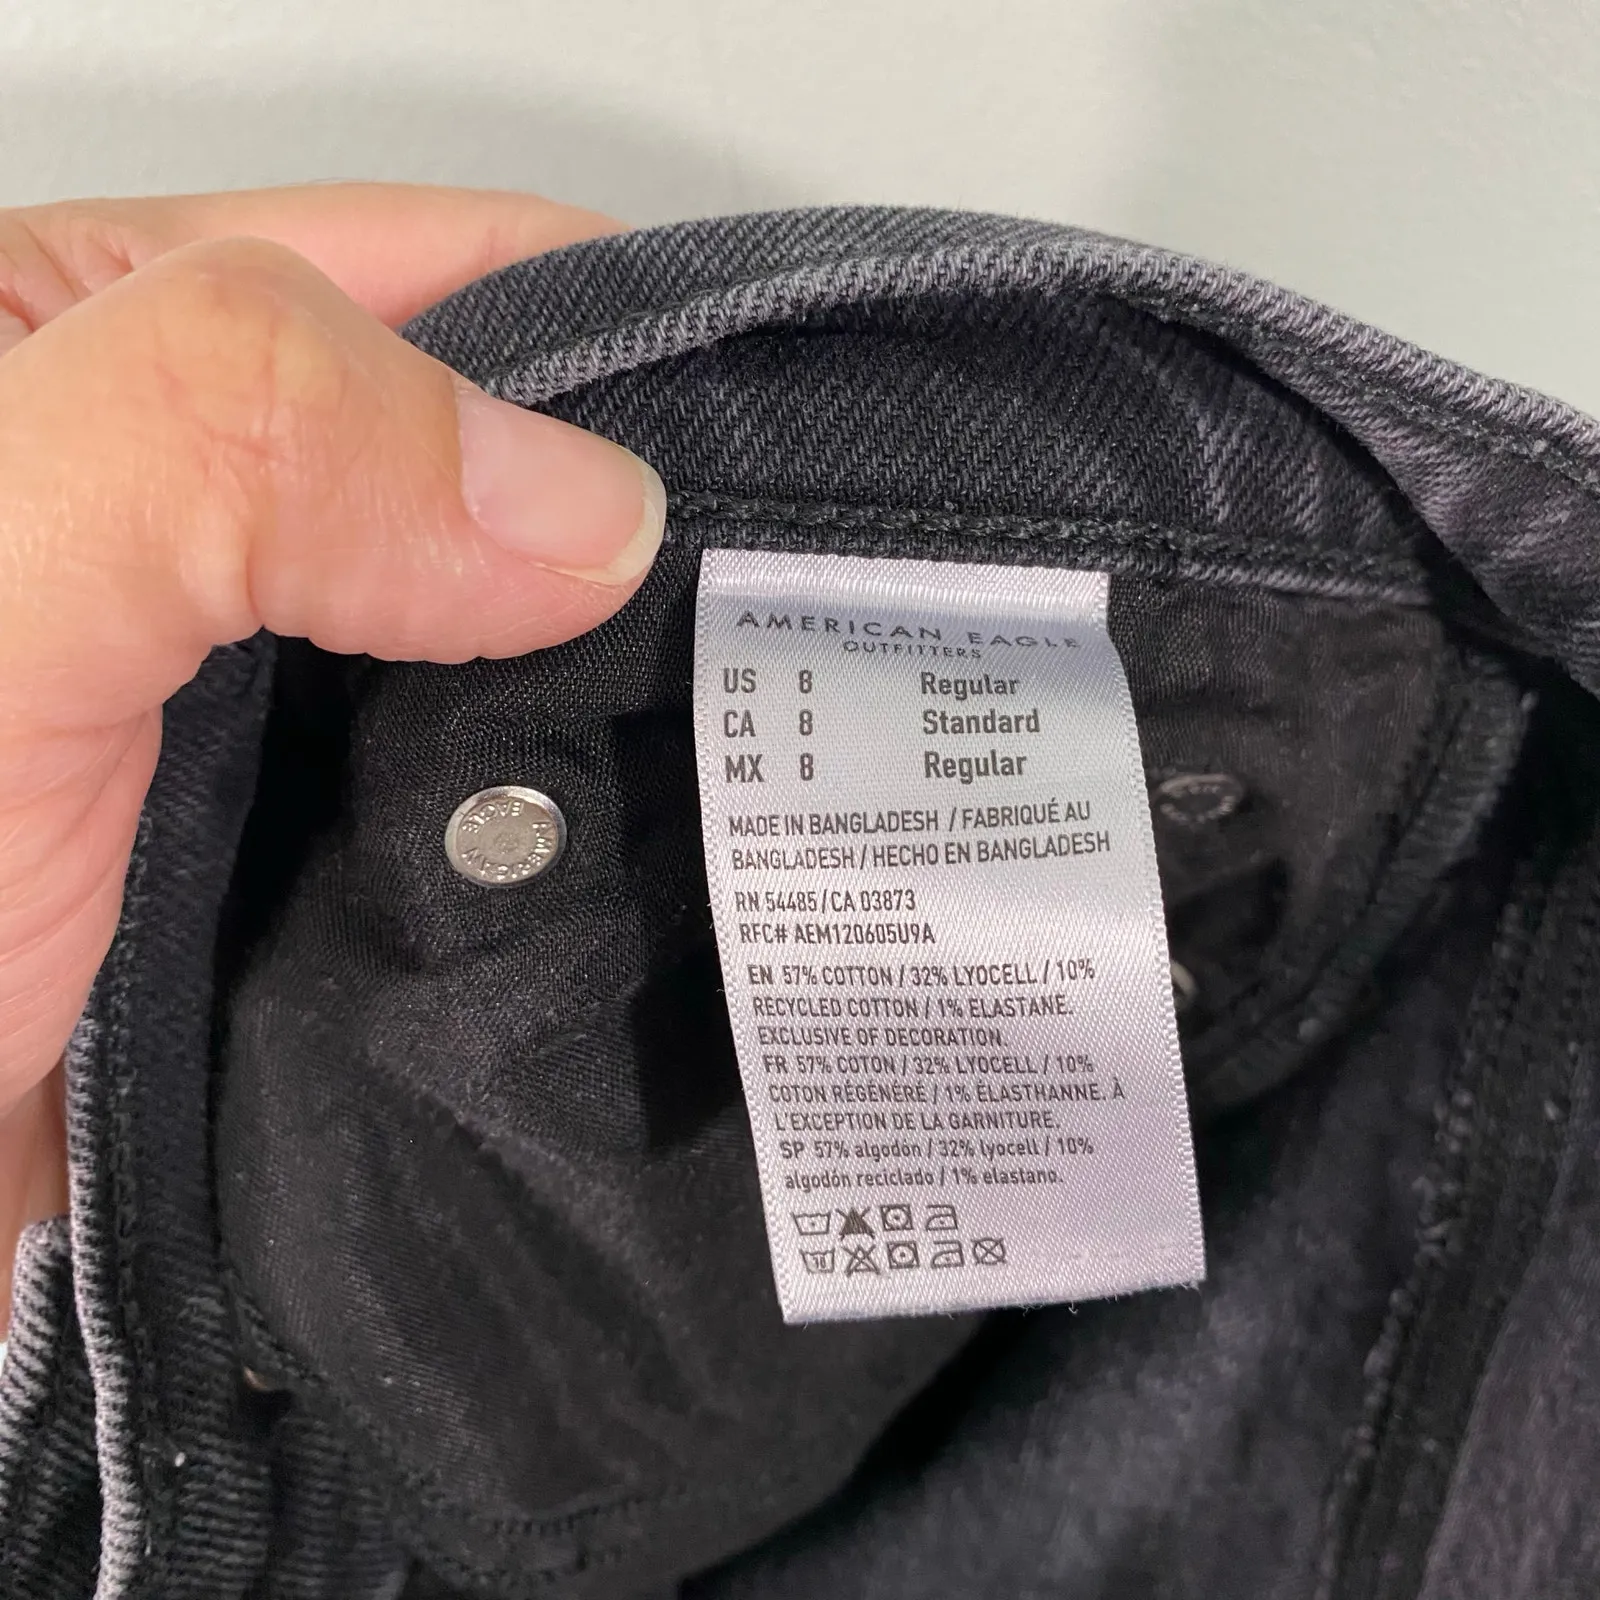 AMERICAN EAGLE
OUTFITTERS
US 8 Regular
CA 8 Standard
MX 8 Regular
MADE IN BANGLADESH / FABRIQUÉ AU
BANGLADESH / HECHO EN BANGLADESH
RN 54485/CA 03873
RFC# AEM120605U9A
EN 57% COTTON / 32% LYOCELL / 10%
RECYCLED COTTON / 1% ELASTANE.
EXCLUSIVE OF DECORATION.
FR 57% COTON / 32% LYOCELL / 10%
COTON RÉGÉNÉRÉ / 1% ÉLASTHANNE. À
L'EXCEPTION DE LA GARNITURE.
SP 57% algodón / 32% lyocell / 10%
algodón reciclado / 1% elastano.
AMERICAN
EAGLE